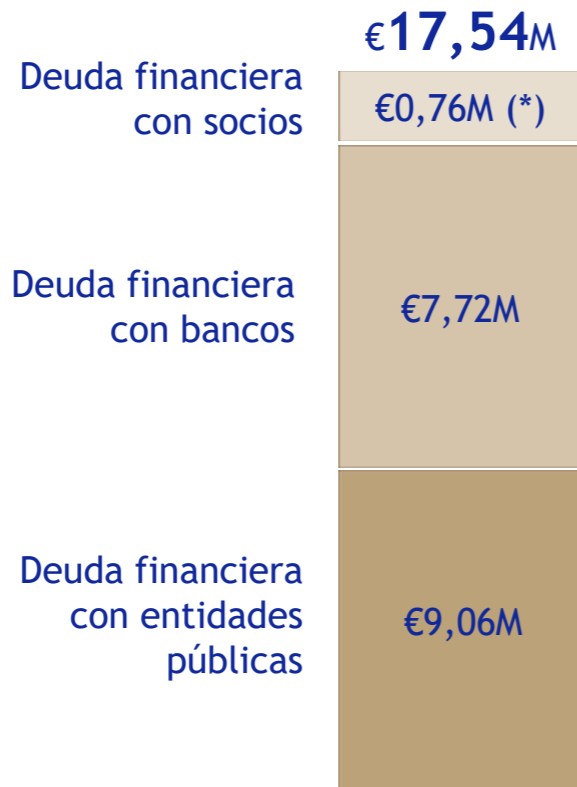 €17,54M
Deuda financiera
con socios
€0,76M (*)
Deuda financiera
con bancos
€7,72M
Deuda financiera
con entidades
públicas
€9,06M